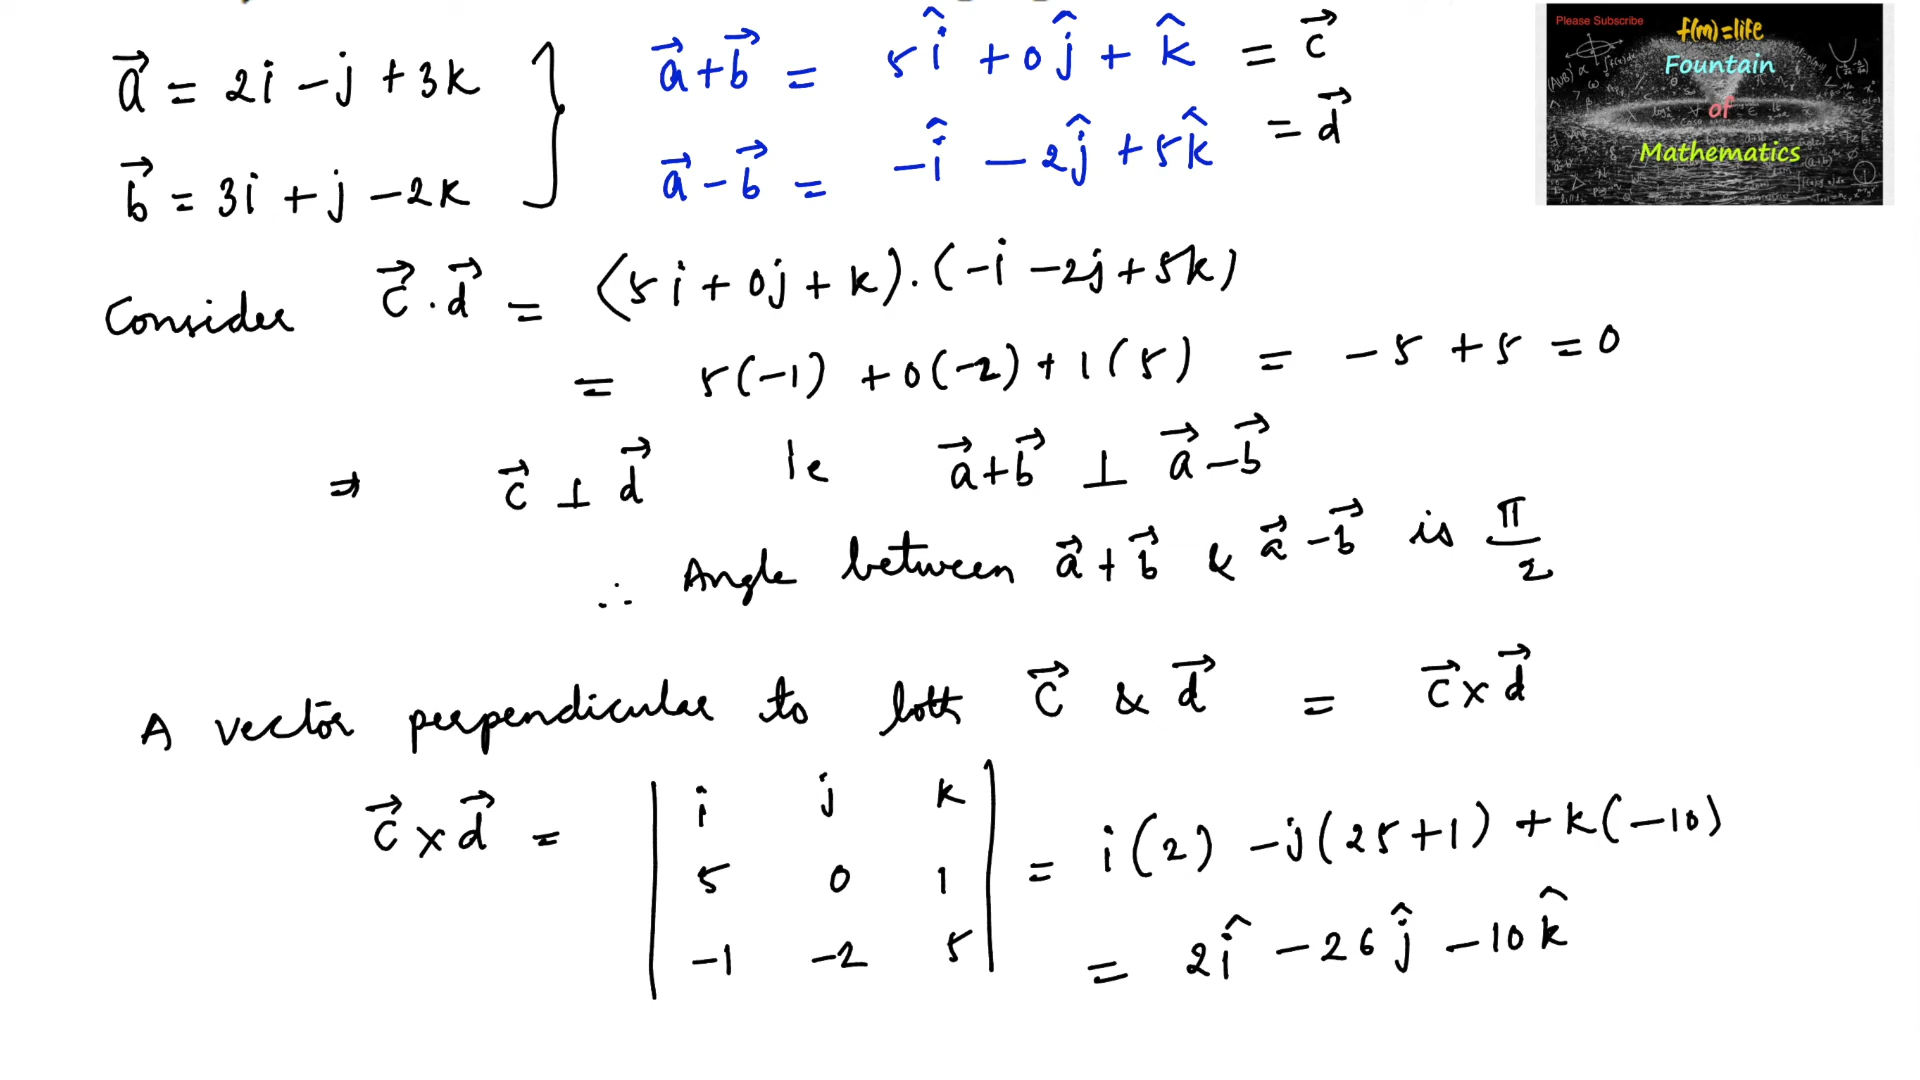 a⃗ = 2i - j + 3k
b⃗ = 3i + j - 2k
a⃗ + b⃗ = 5î + 0ĵ + k̂ = c⃗
a⃗ - b⃗ = -î - 2ĵ + 5k̂ = d⃗
Please Subscribe
f(m)=life
Fountain
of
Mathematics
Consider c⃗ . d⃗ = (5i + 0j + k) . (-i - 2j + 5k)
= 5(-1) + 0(-2) + 1(5) = -5 + 5 = 0
⇒ c⃗ ⊥ d⃗ Ie a⃗ + b⃗ ⊥ a⃗ - b⃗
∴ Angle between a⃗ + b⃗ & a⃗ - b⃗ is π/2
A vector perpendicular to both c⃗ & d⃗ = c⃗ x d⃗
c⃗ x d⃗ = | i j k | = i(2) - j(25+1) + k(-10)
| 5 0 1 |
| -1 -2 5 | = 2î - 26ĵ - 10k̂